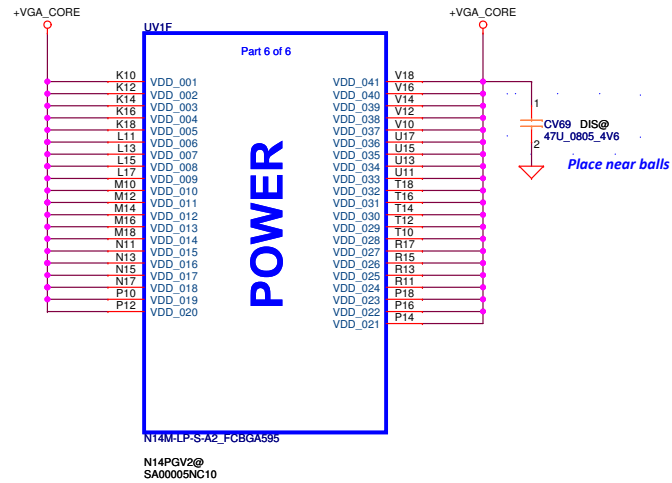 +VGA_CORE
+VGA_CORE
UV1F
Part 6 of 6
K10 VDD_001
K12 VDD_002
K14 VDD_003
K16 VDD_004
K18 VDD_005
L11 VDD_006
L13 VDD_007
L15 VDD_008
L17 VDD_009
M10 VDD_010
M12 VDD_011
M14 VDD_012
M16 VDD_013
M18 VDD_014
N11 VDD_015
N13 VDD_016
N15 VDD_017
N17 VDD_018
P10 VDD_019
P12 VDD_020
POWER
VDD_041 V18
VDD_040 V16
VDD_039 V14
VDD_038 V12
VDD_037 V10
VDD_036 U17
VDD_035 U15
VDD_034 U13
VDD_033 U11
VDD_032 T18
VDD_031 T16
VDD_030 T14
VDD_029 T12
VDD_028 T10
VDD_027 R17
VDD_026 R15
VDD_025 R13
VDD_024 R11
VDD_023 P18
VDD_022 P16
VDD_021 P14
1
CV69 DIS@
47U_0805_4V6
2
Place near balls
N14M-LP-S-A2_FCBGA595
N14PGV2@
SA00005NC10